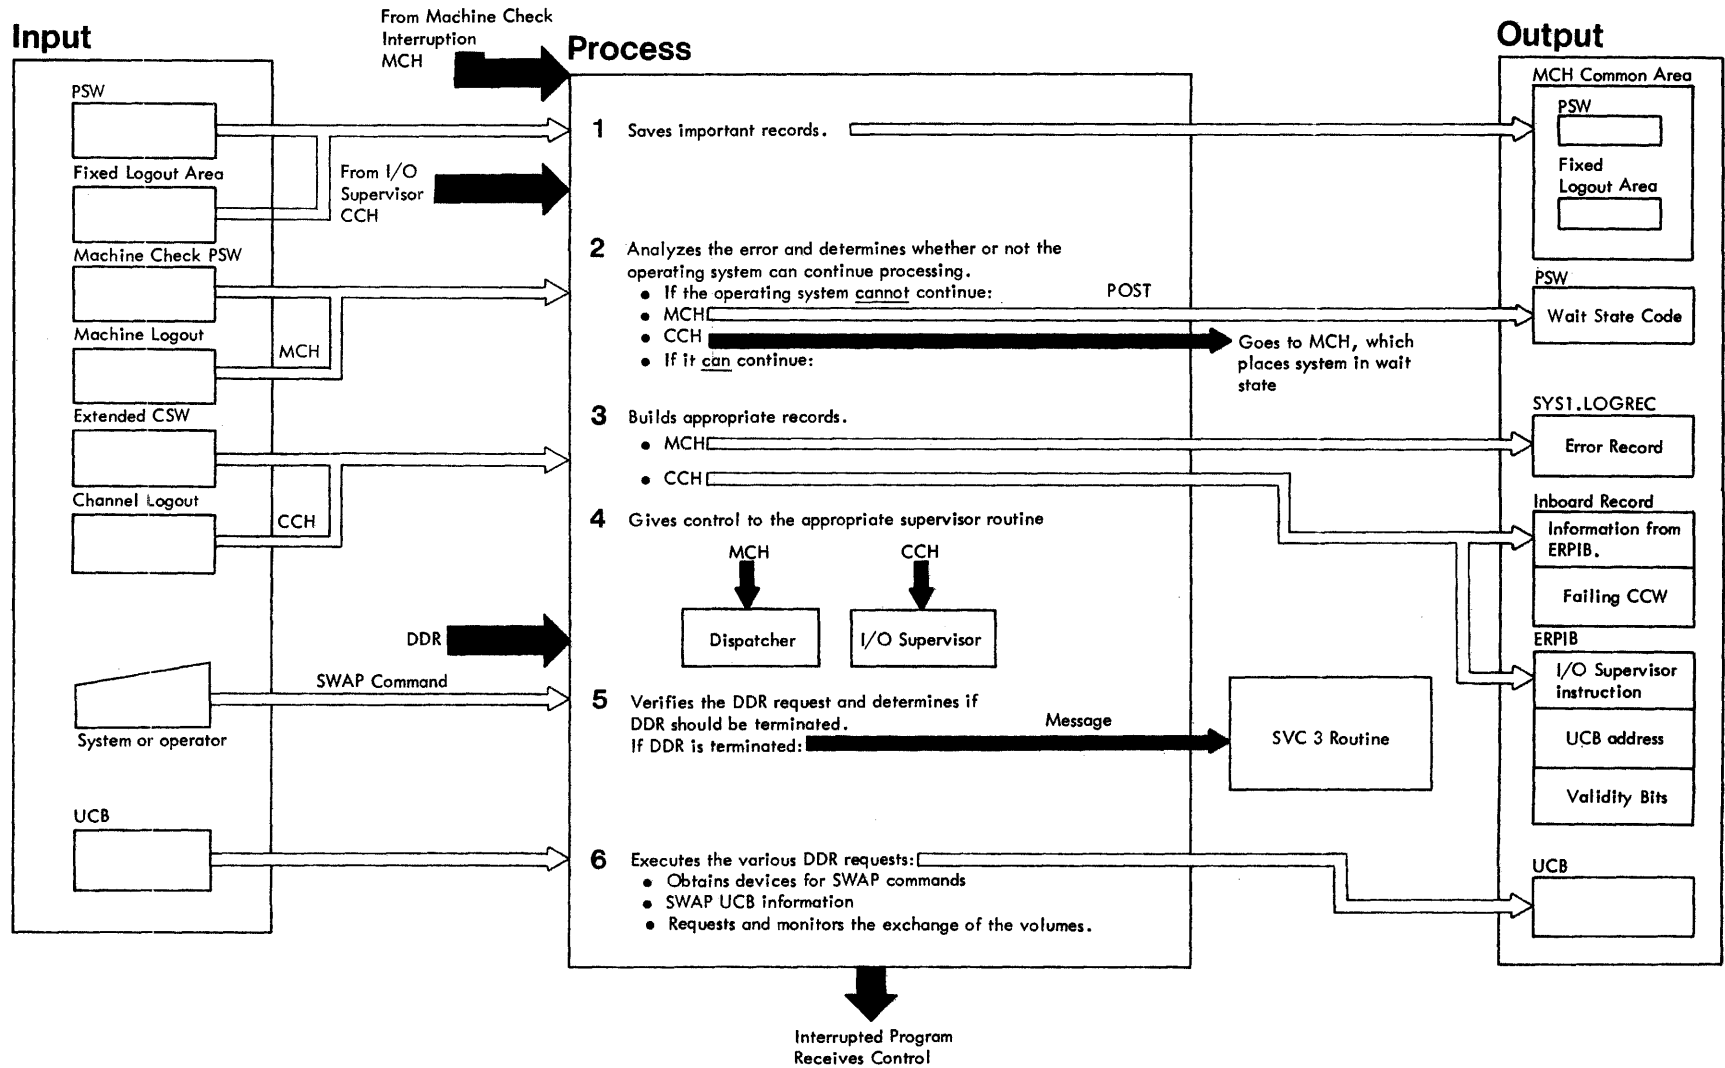 Input
From Machine Check
Interruption
MCH
Process
Output
PSW
Fixed Logout Area
Machine Check PSW
Machine Logout
MCH
Extended CSW
Channel Logout
CCH
From I/O
Supervisor
CCH
DDR
SWAP Command
System or operator
UCB
1 Saves important records.
2 Analyzes the error and determines whether or not the
operating system can continue processing.
• If the operating system cannot continue:
POST
• MCH
• CCH
Goes to MCH, which
places system in wait
state
• If it can continue:
3 Builds appropriate records.
• MCH
• CCH
4 Gives control to the appropriate supervisor routine
MCH
CCH
Dispatcher
I/O Supervisor
5 Verifies the DDR request and determines if
DDR should be terminated.
If DDR is terminated:
Message
SVC 3 Routine
6 Executes the various DDR requests:
• Obtains devices for SWAP commands
• SWAP UCB information
• Requests and monitors the exchange of the volumes.
Interrupted Program
Receives Control
MCH Common Area
PSW
Fixed
Logout Area
PSW
Wait State Code
SYS1.LOGREC
Error Record
Inboard Record
Information from
ERPIB.
Failing CCW
ERPIB
I/O Supervisor
instruction
UCB address
Validity Bits
UCB